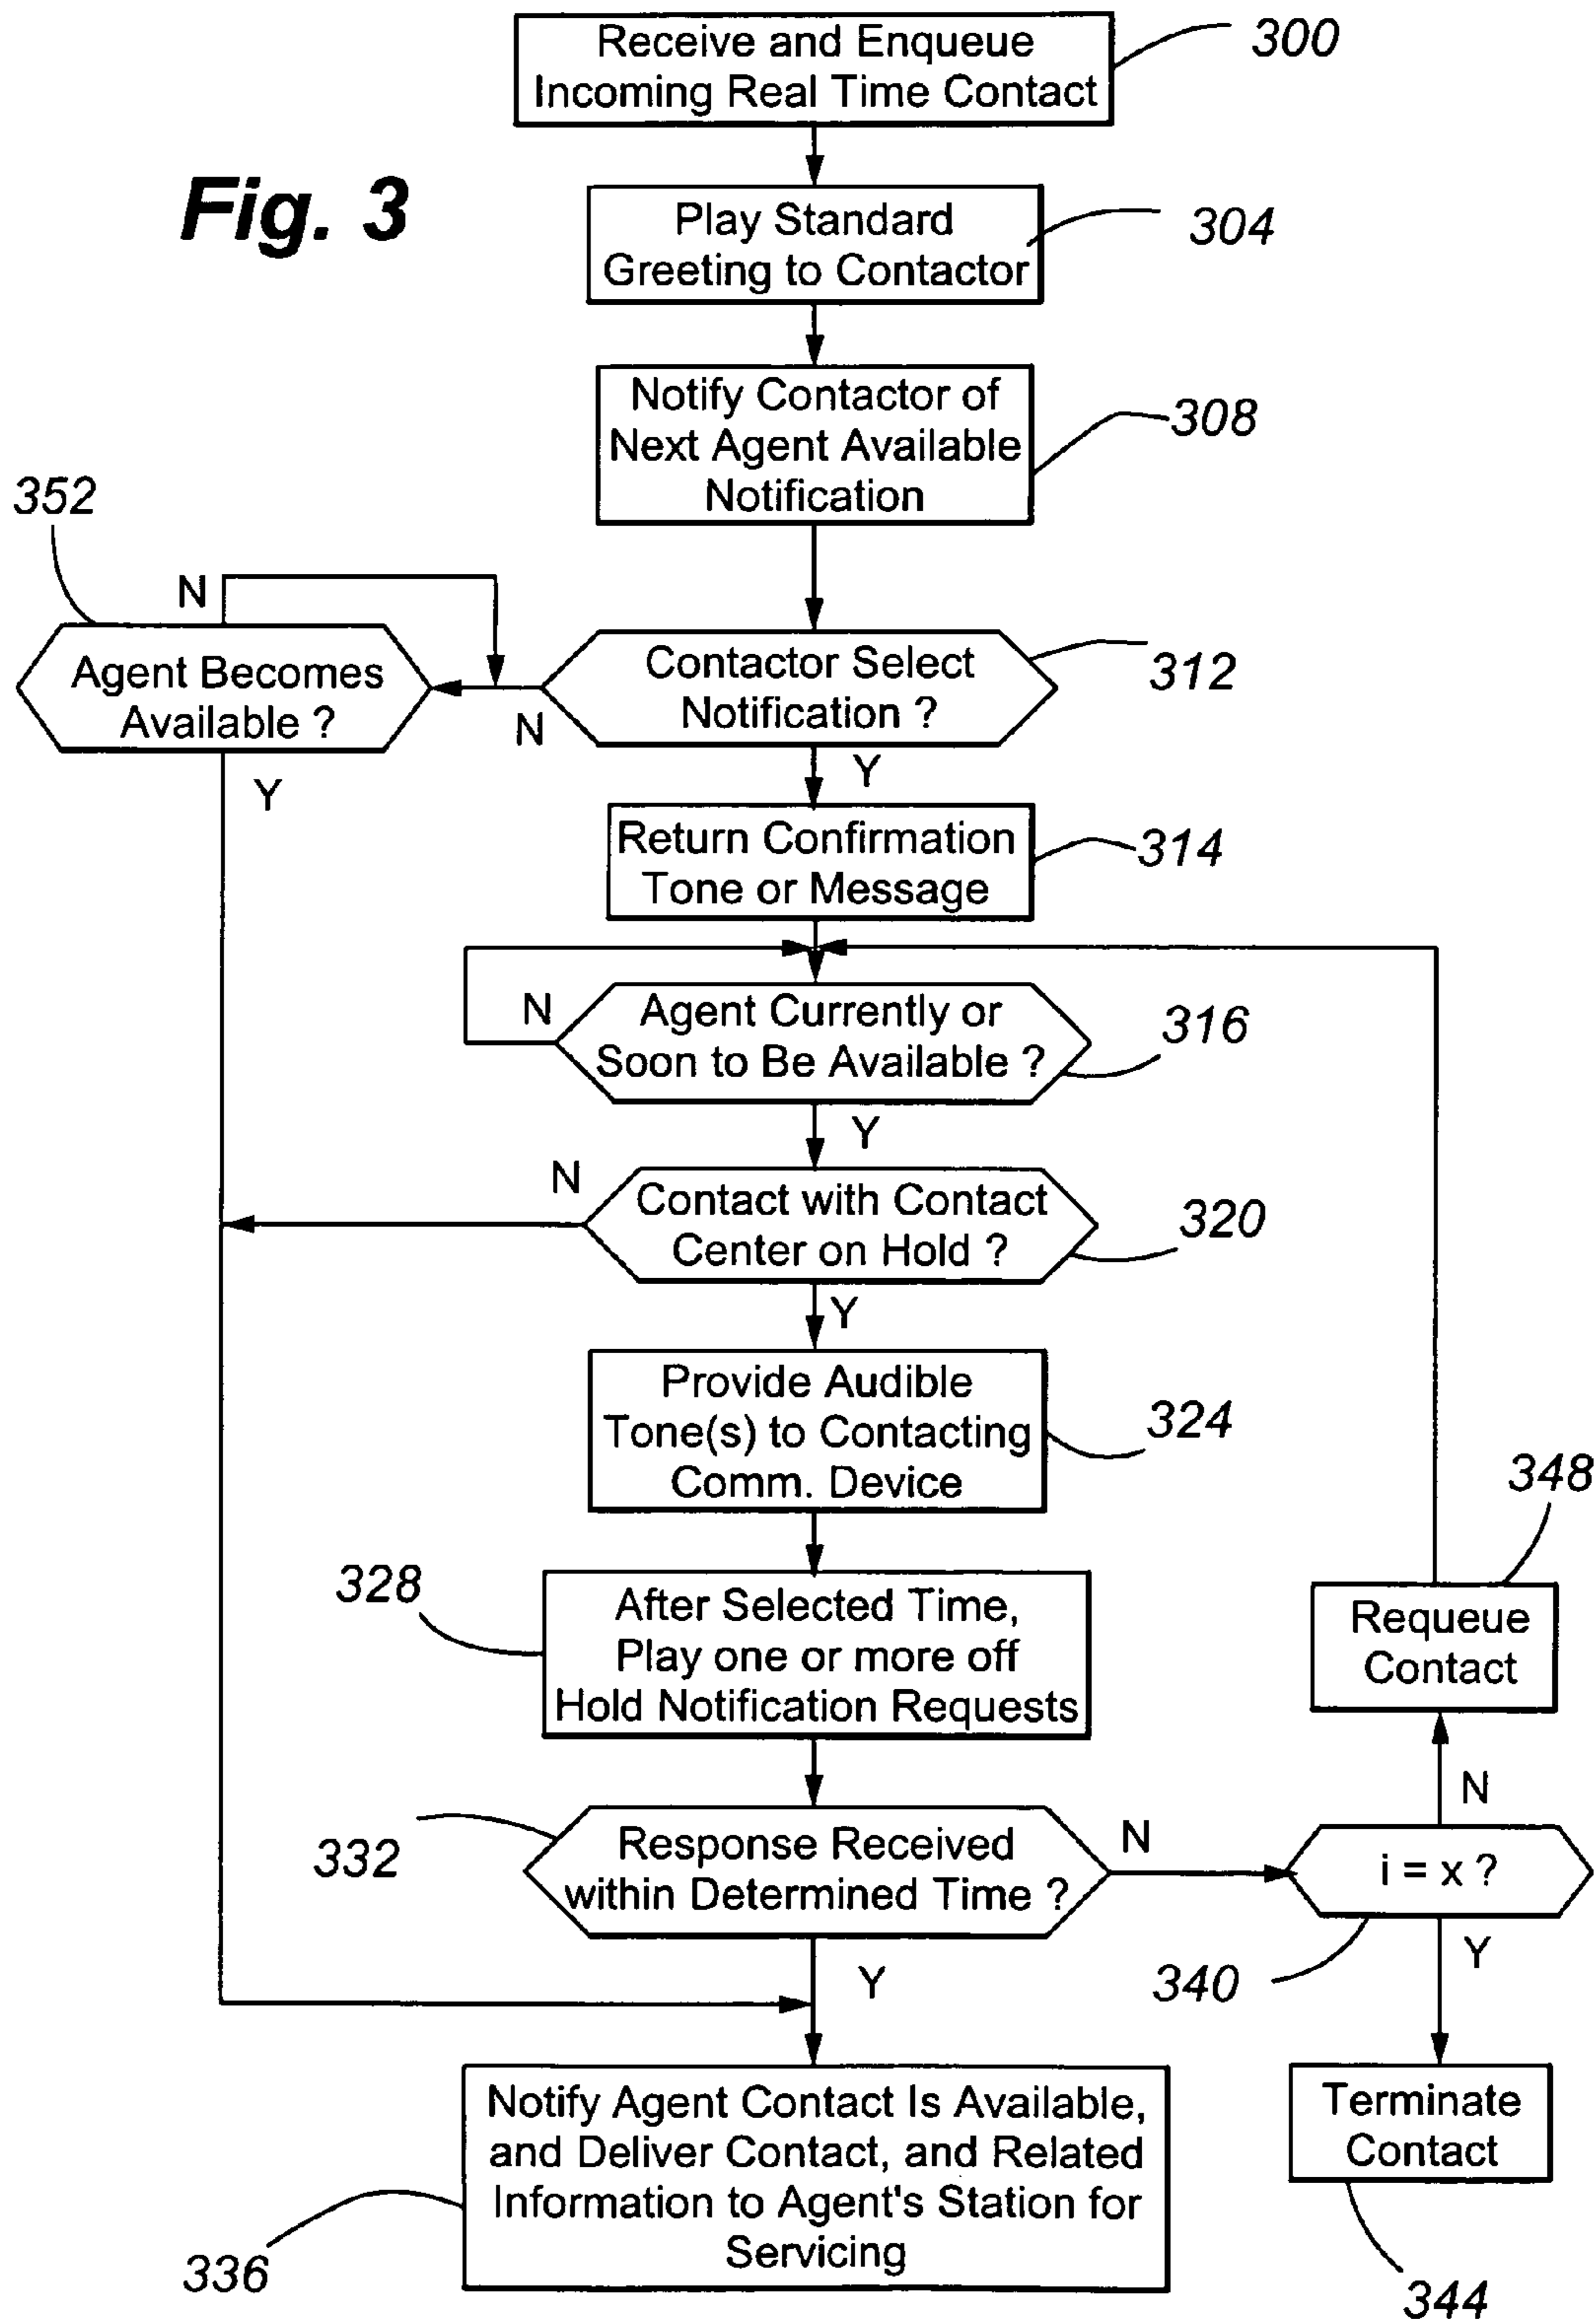 Receive and Enqueue
Incoming Real Time Contact
300
Fig. 3
Play Standard
Greeting to Contactor
304
Notify Contactor of
Next Agent Available
Notification
308
352
N
Agent Becomes
Available ?
Y
Contactor Select
Notification ?
312
N
Y
Return Confirmation
Tone or Message
314
N
Agent Currently or
Soon to Be Available ?
316
Y
N
Contact with Contact
Center on Hold ?
320
Y
Provide Audible
Tone(s) to Contacting
Comm. Device
324
348
328
After Selected Time,
Play one or more off
Hold Notification Requests
Requeue
Contact
N
332
Response Received
within Determined Time ?
N
i = x ?
340
Y
Y
Notify Agent Contact Is Available,
and Deliver Contact, and Related
Information to Agent's Station for
Servicing
336
Terminate
Contact
344